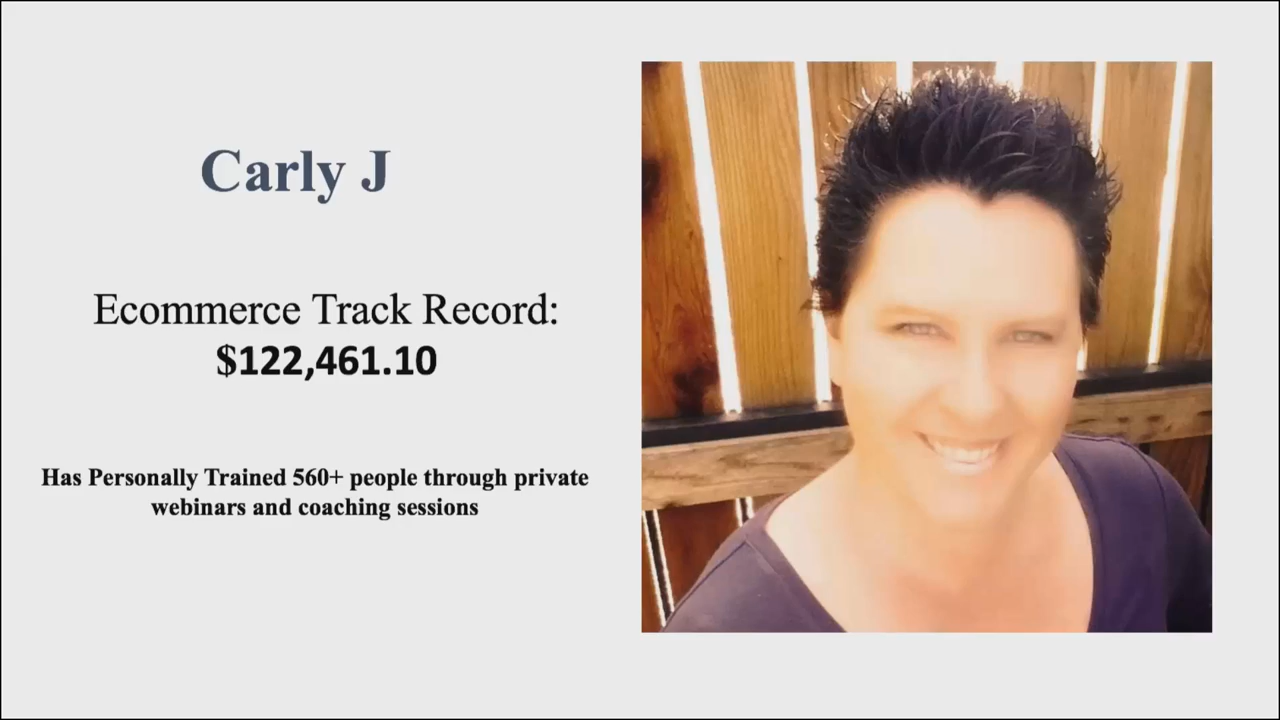 Carly J
Ecommerce Track Record:
$122,461.10
Has Personally Trained 560+ people through private
webinars and coaching sessions